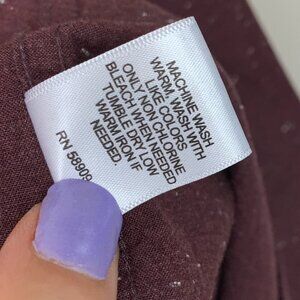 MACHINE WASH
WARM, WASH WITH
LIKE COLORS
ONLY NON CHLORINE
BLEACH WHEN NEEDED
TUMBLE DRY LOW
WARM IRON IF
NEEDED.
RN 58909